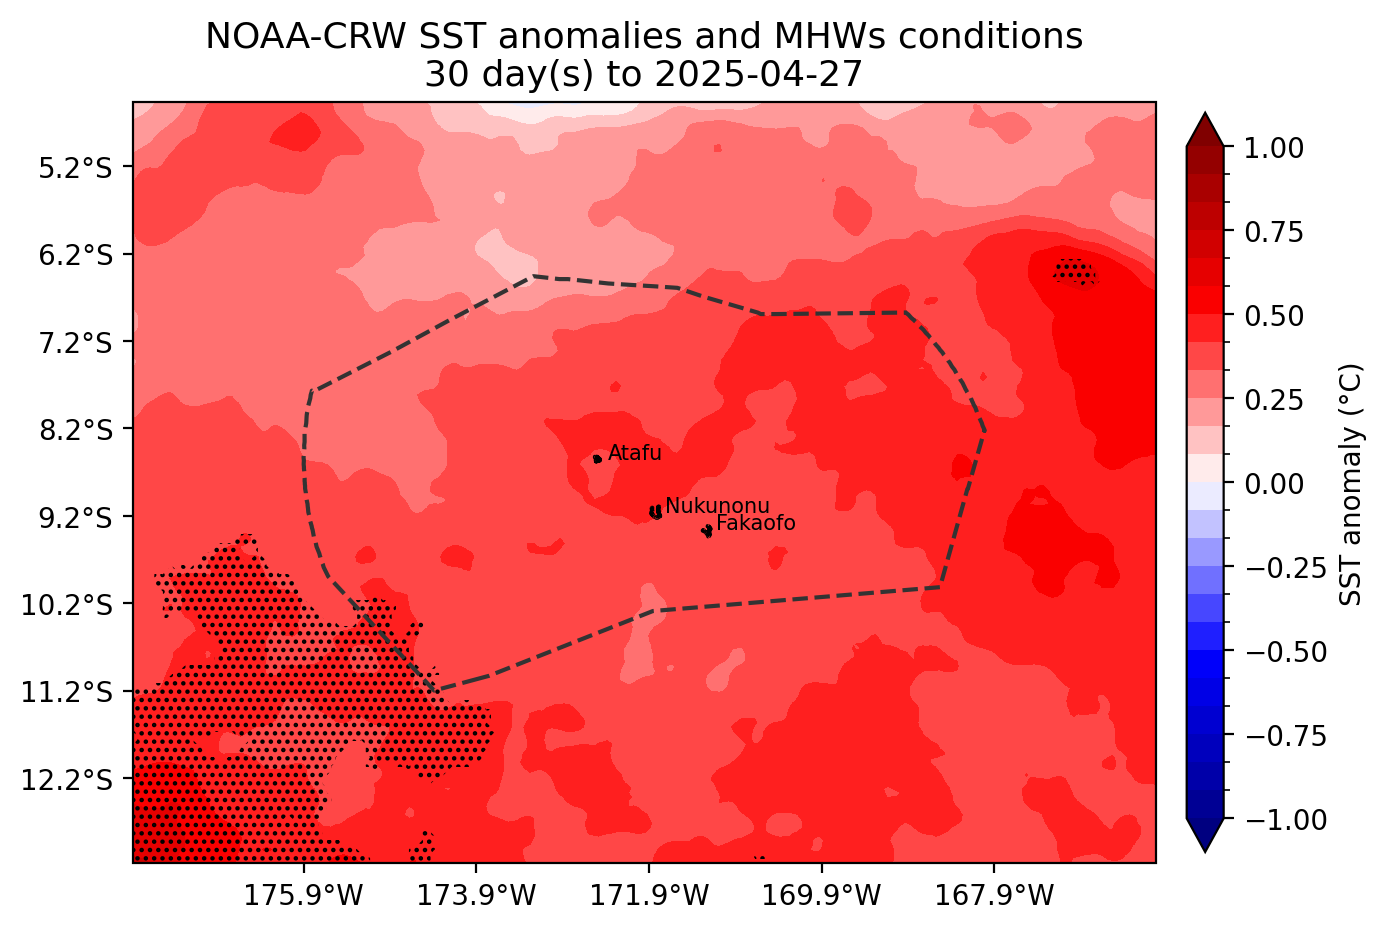 NOAA-CRW SST anomalies and MHWs conditions
30 day(s) to 2025-04-27
5.2°S
6.2°S
7.2°S
8.2°S
9.2°S
10.2°S
11.2°S
12.2°S
Atafu
Nukunonu
Fakaofo
175.9°W
173.9°W
171.9°W
169.9°W
167.9°W
1.00
0.75
0.50
0.25
0.00
−0.25
−0.50
−0.75
−1.00
SST anomaly (°C)